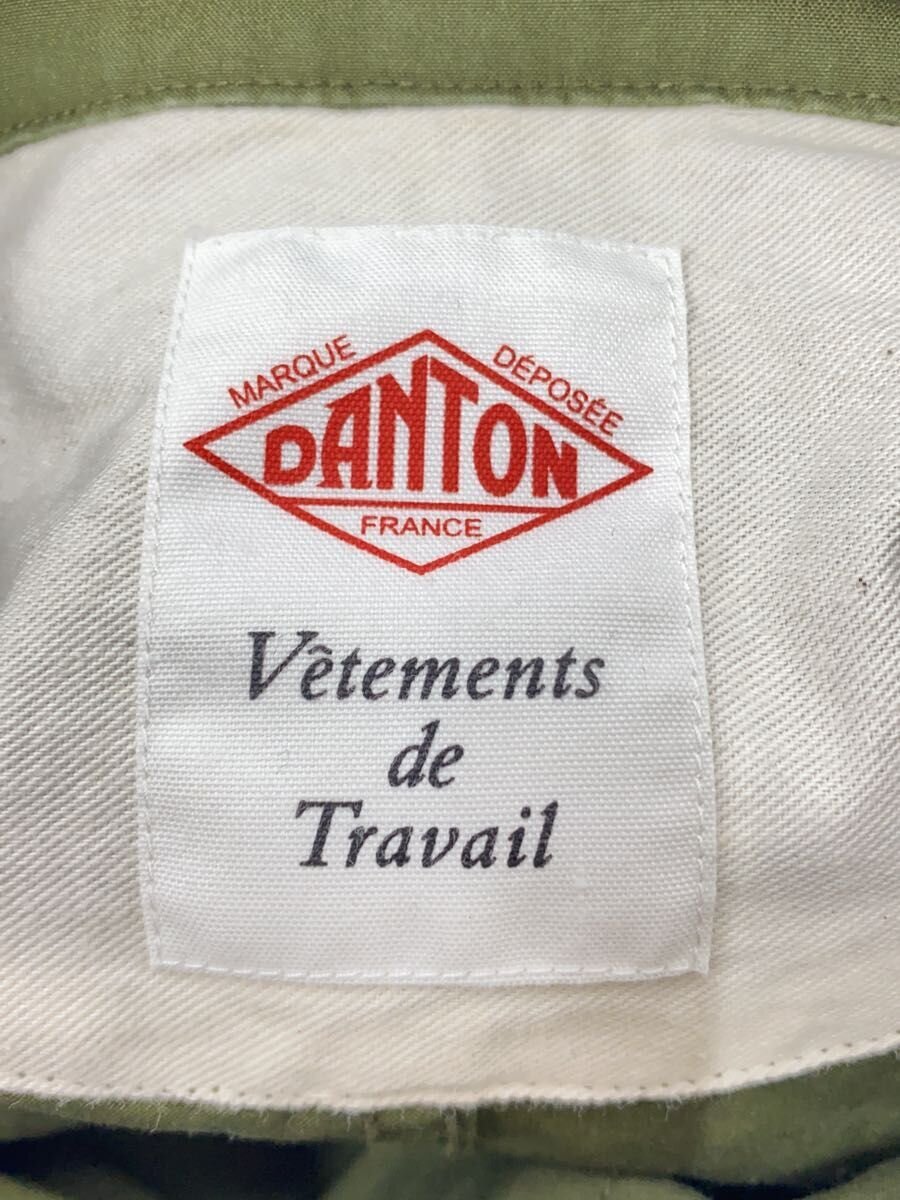 MARQUE DÉPOSÉE
DANTON
FRANCE
Vêtements
de
Travail